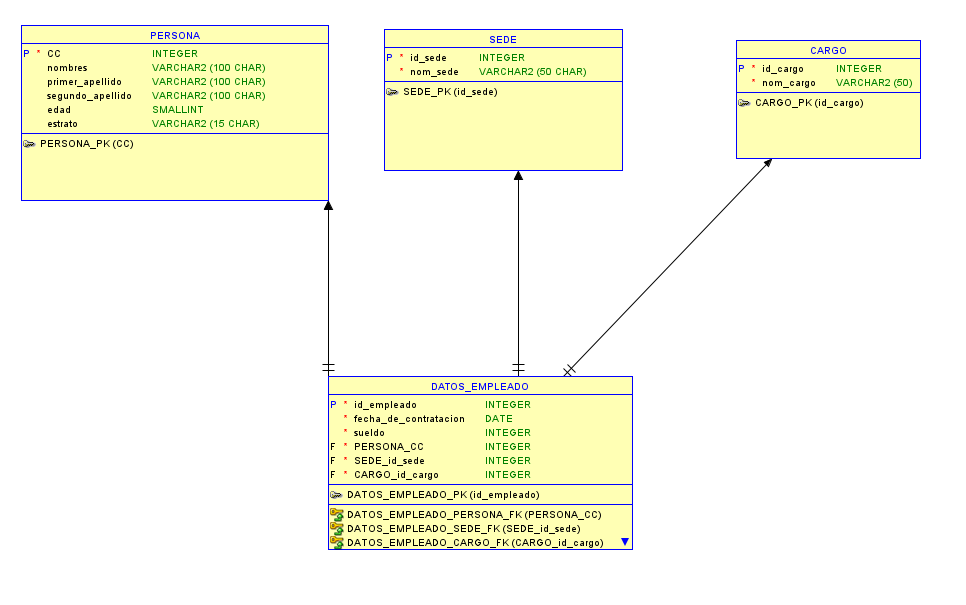 PERSONA
P * CC INTEGER
nombres VARCHAR2 (100 CHAR)
primer_apellido VARCHAR2 (100 CHAR)
segundo_apellido VARCHAR2 (100 CHAR)
edad SMALLINT
estrato VARCHAR2 (15 CHAR)
PERSONA_PK (CC)
SEDE
P * id_sede INTEGER
* nom_sede VARCHAR2 (50 CHAR)
SEDE_PK (id_sede)
CARGO
P * id_cargo INTEGER
* nom_cargo VARCHAR2 (50)
CARGO_PK (id_cargo)
DATOS_EMPLEADO
P * id_empleado INTEGER
* fecha_de_contratacion DATE
* sueldo INTEGER
F * PERSONA_CC INTEGER
F * SEDE_id_sede INTEGER
F * CARGO_id_cargo INTEGER
DATOS_EMPLEADO_PK (id_empleado)
DATOS_EMPLEADO_PERSONA_FK (PERSONA_CC)
DATOS_EMPLEADO_SEDE_FK (SEDE_id_sede)
DATOS_EMPLEADO_CARGO_FK (CARGO_id_cargo)